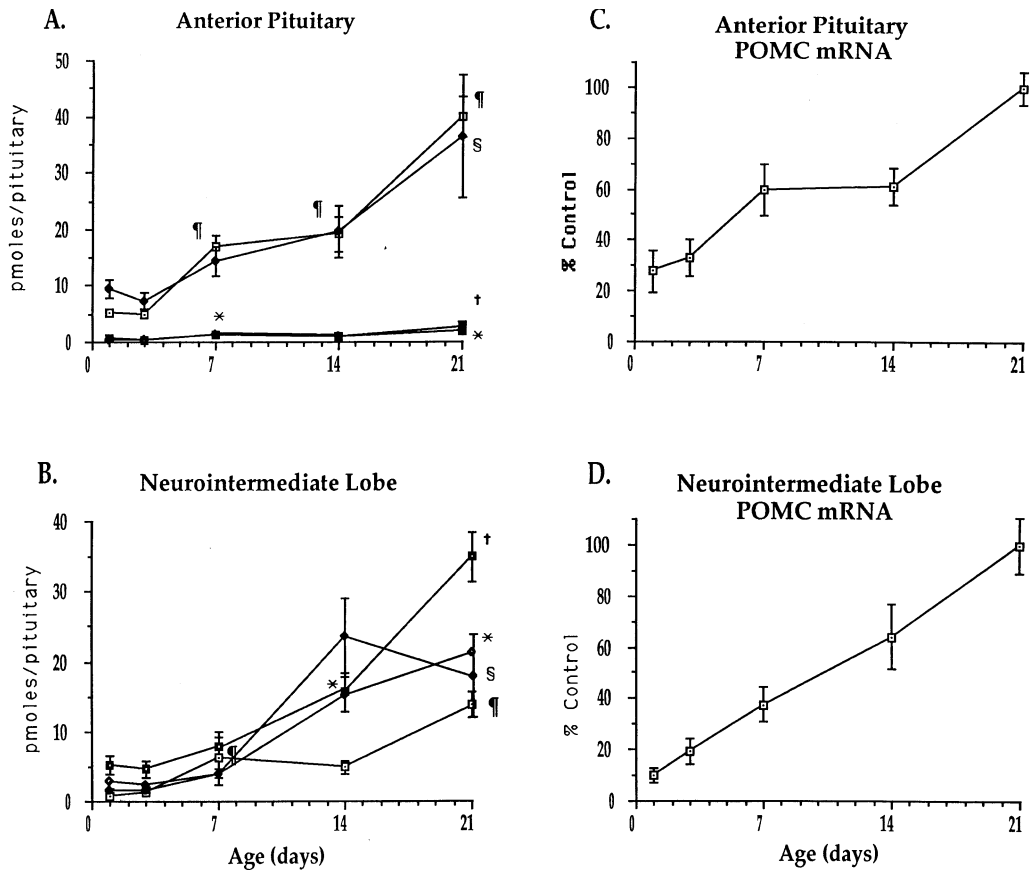 A.
Anterior Pituitary
50
40
30
20
10
0
pmoles/pituitary
¶
§
¶
¶
*
†
*
0 7 14 21
C.
Anterior Pituitary
POMC mRNA
100
80
60
40
20
0
% Control
0 7 14 21
B.
Neurointermediate Lobe
40
30
20
10
0
pmoles/pituitary
†
*
§
¶
*
¶
0 7 14 21
Age (days)
D.
Neurointermediate Lobe
POMC mRNA
100
80
60
40
20
0
% Control
0 7 14 21
Age (days)